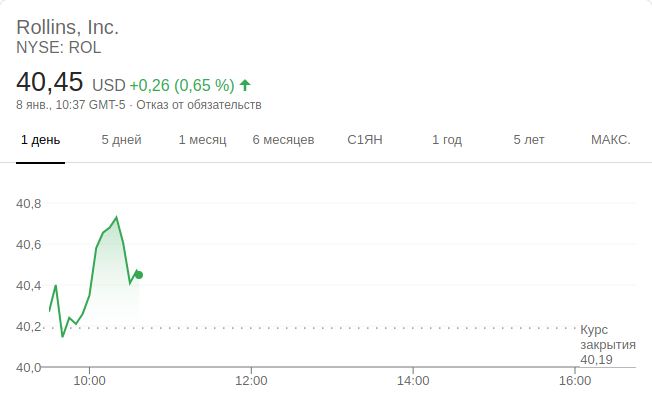 Rollins, Inc.
NYSE: ROL
40,45 USD +0,26 (0,65 %)
8 янв., 10:37 GMT-5 · Отказ от обязательств
1 день 5 дней 1 месяц 6 месяцев С1ЯН 1 год 5 лет МАКС.
40,8
40,6
40,4
40,2
Курс
закрытия
40,19
40,0
10:00 12:00 14:00 16:00